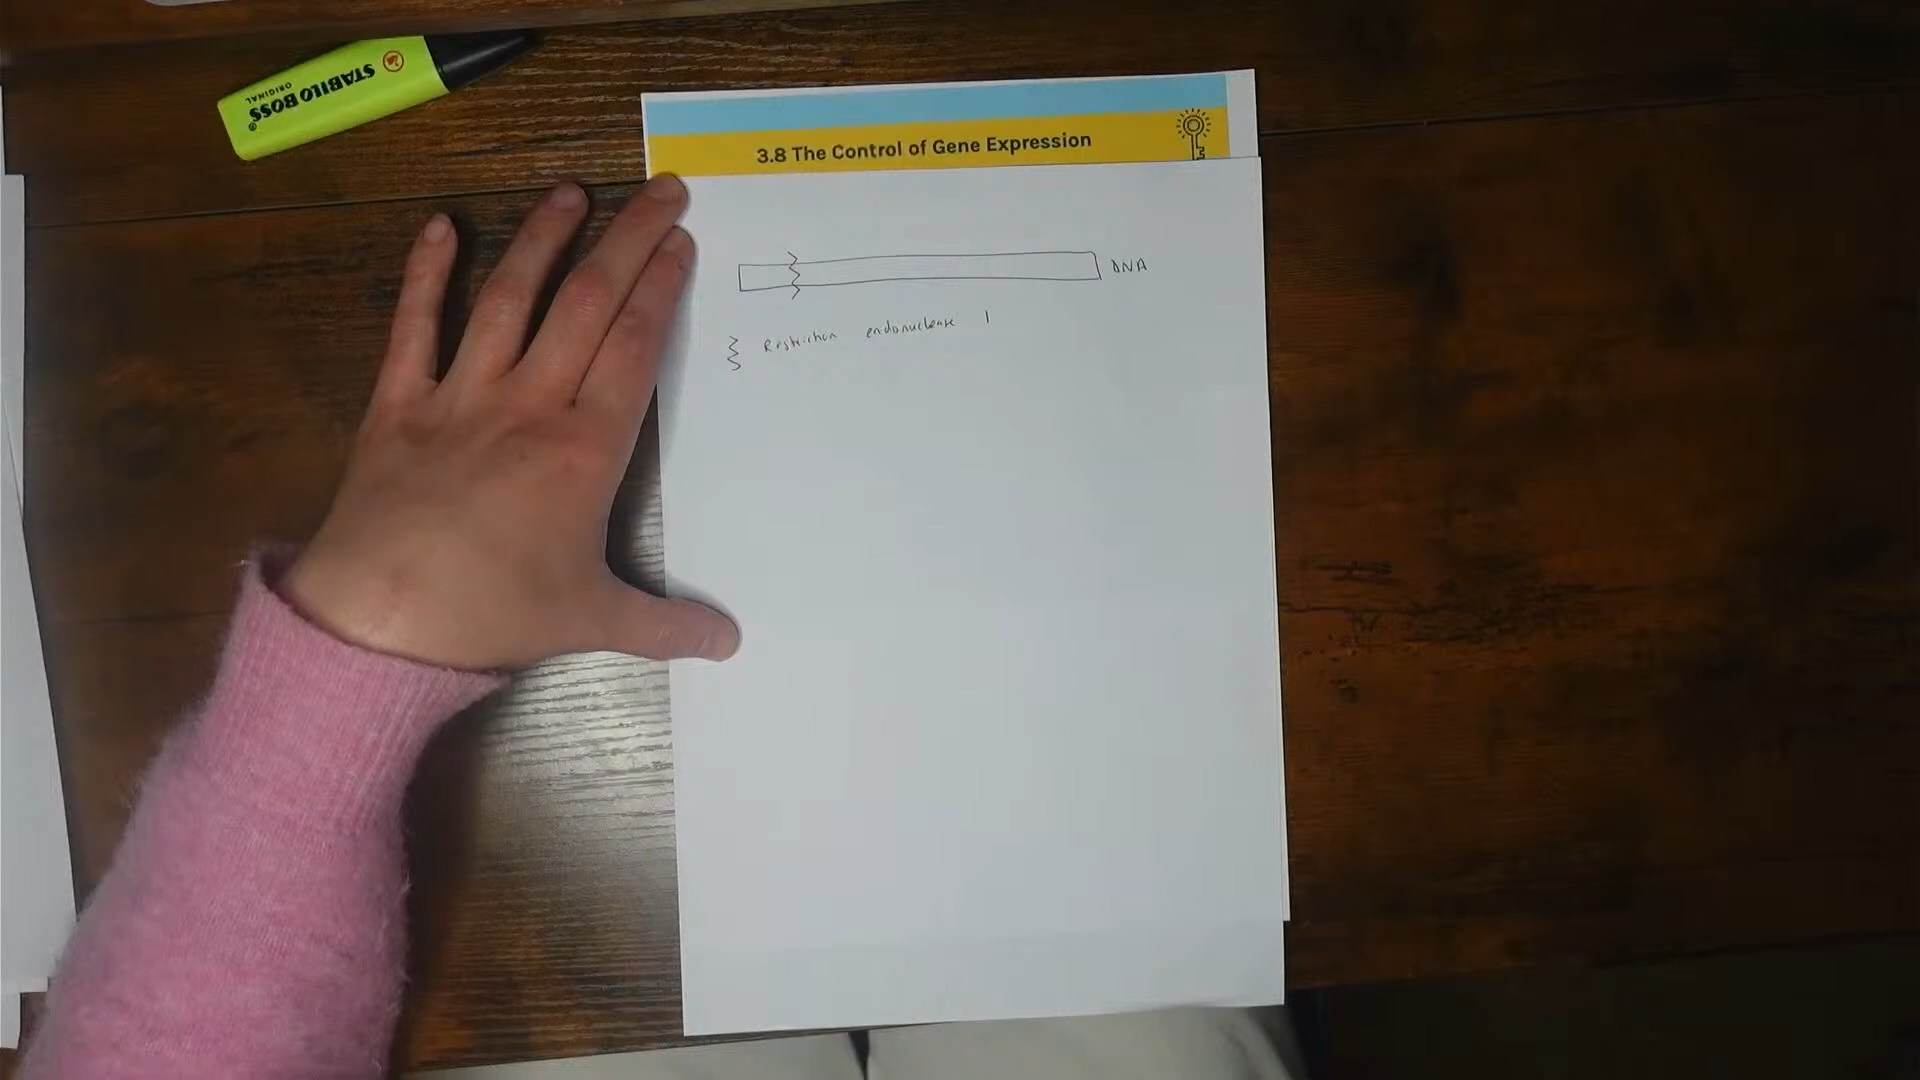 STABILO BOSS
ORIGINAL
3.8 The Control of Gene Expression
DNA
Restriction endonuclease 1